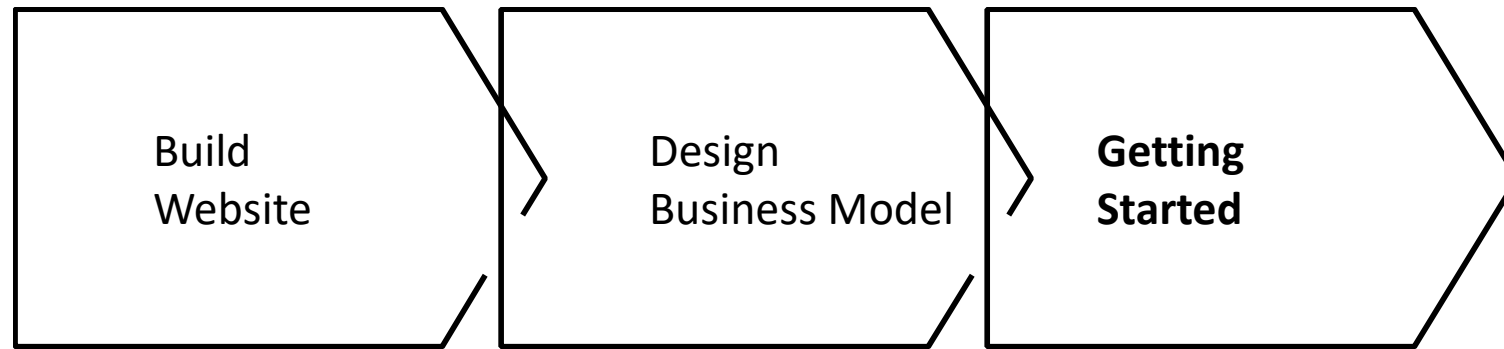 Build
Website
Design
Business Model
Getting
Started